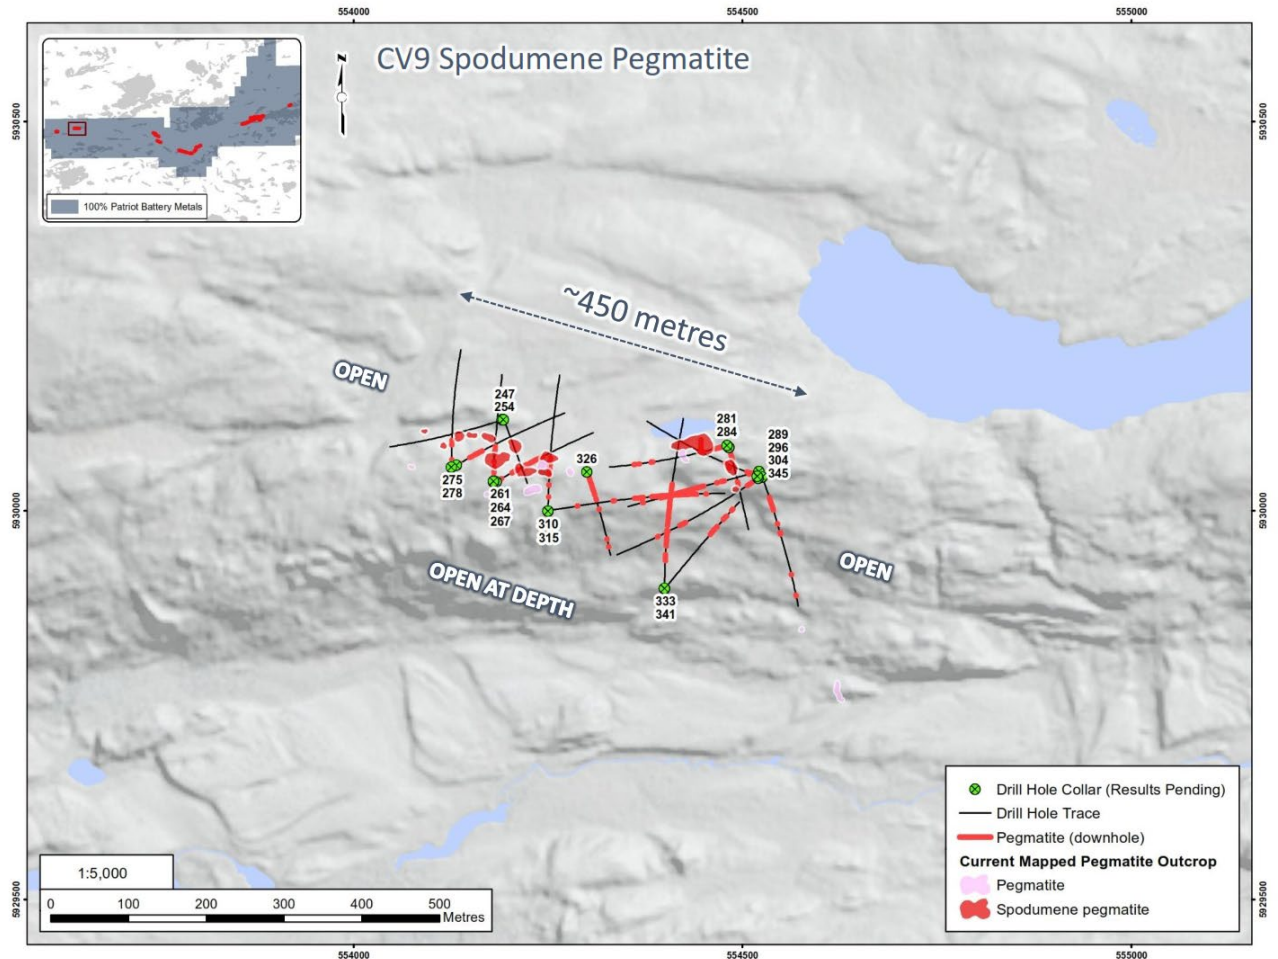 554000
554500
555000
CV9 Spodumene Pegmatite
N
5930500
5930500
100% Patriot Battery Metals
~450 metres
OPEN
247
254
281
284
289
296
304
345
326
275
278
261
264
267
310
315
5930000
5930000
OPEN
OPEN AT DEPTH
333
341
Drill Hole Collar (Results Pending)
Drill Hole Trace
Pegmatite (downhole)
Current Mapped Pegmatite Outcrop
Pegmatite
Spodumene pegmatite
1:5,000
0 100 200 300 400 500
Metres
5929500
5929500
554000
554500
555000